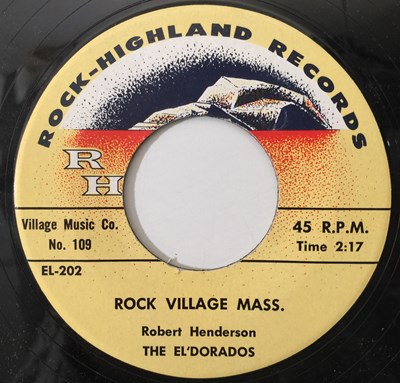 ROCK-HIGHLAND RECORDS
R
H
Village Music Co.
No. 109
45 R.P.M.
Time 2:17
EL-202
ROCK VILLAGE MASS.
Robert Henderson
THE EL'DORADOS